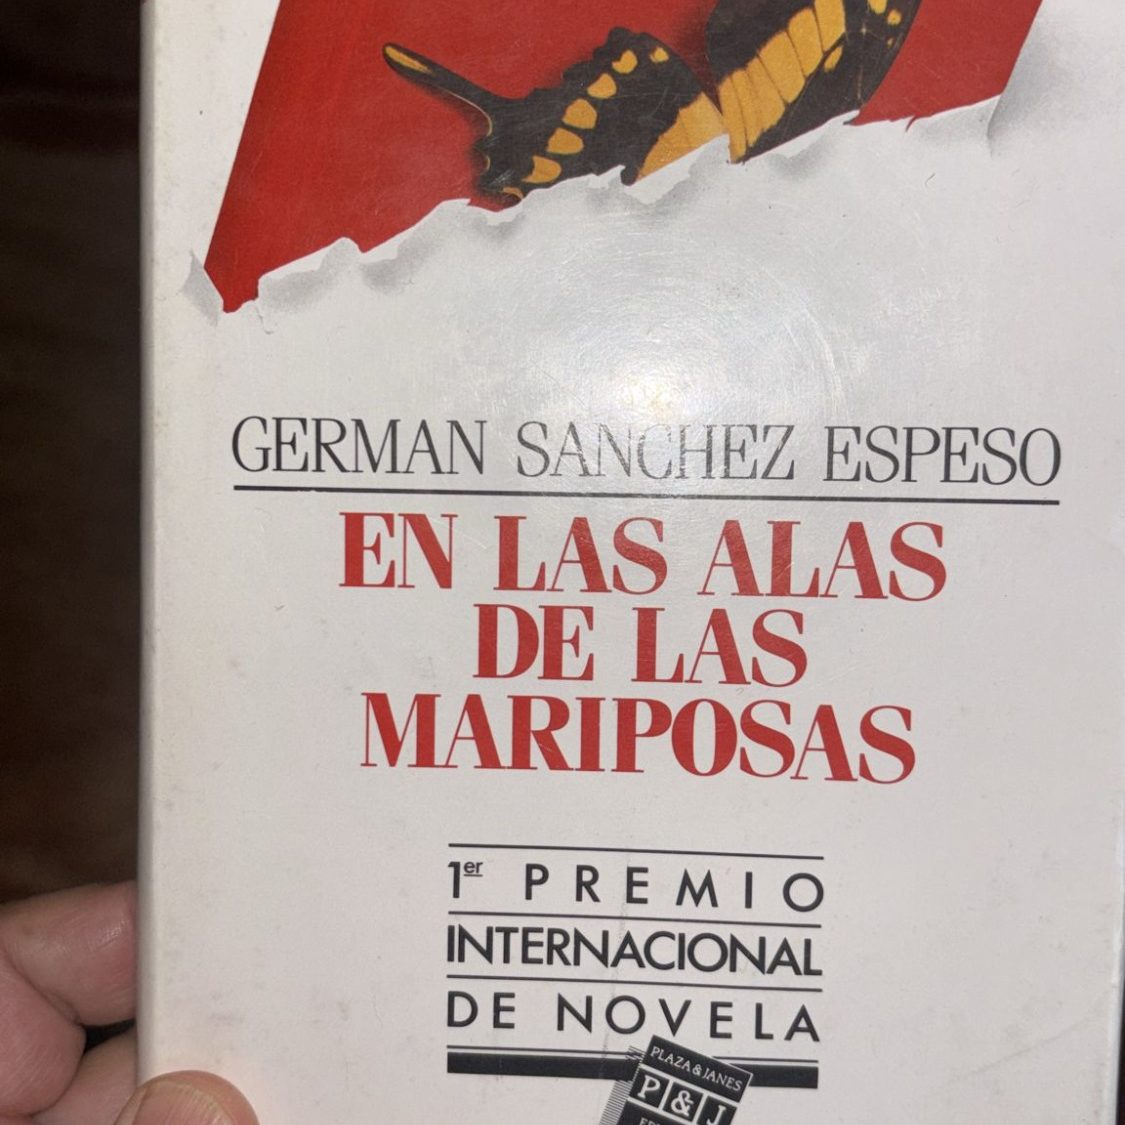 GERMAN SANCHEZ ESPESO
EN LAS ALAS
DE LAS
MARIPOSAS
1er PREMIO
INTERNACIONAL
DE NOVELA
PLAZA & JANES
P & J